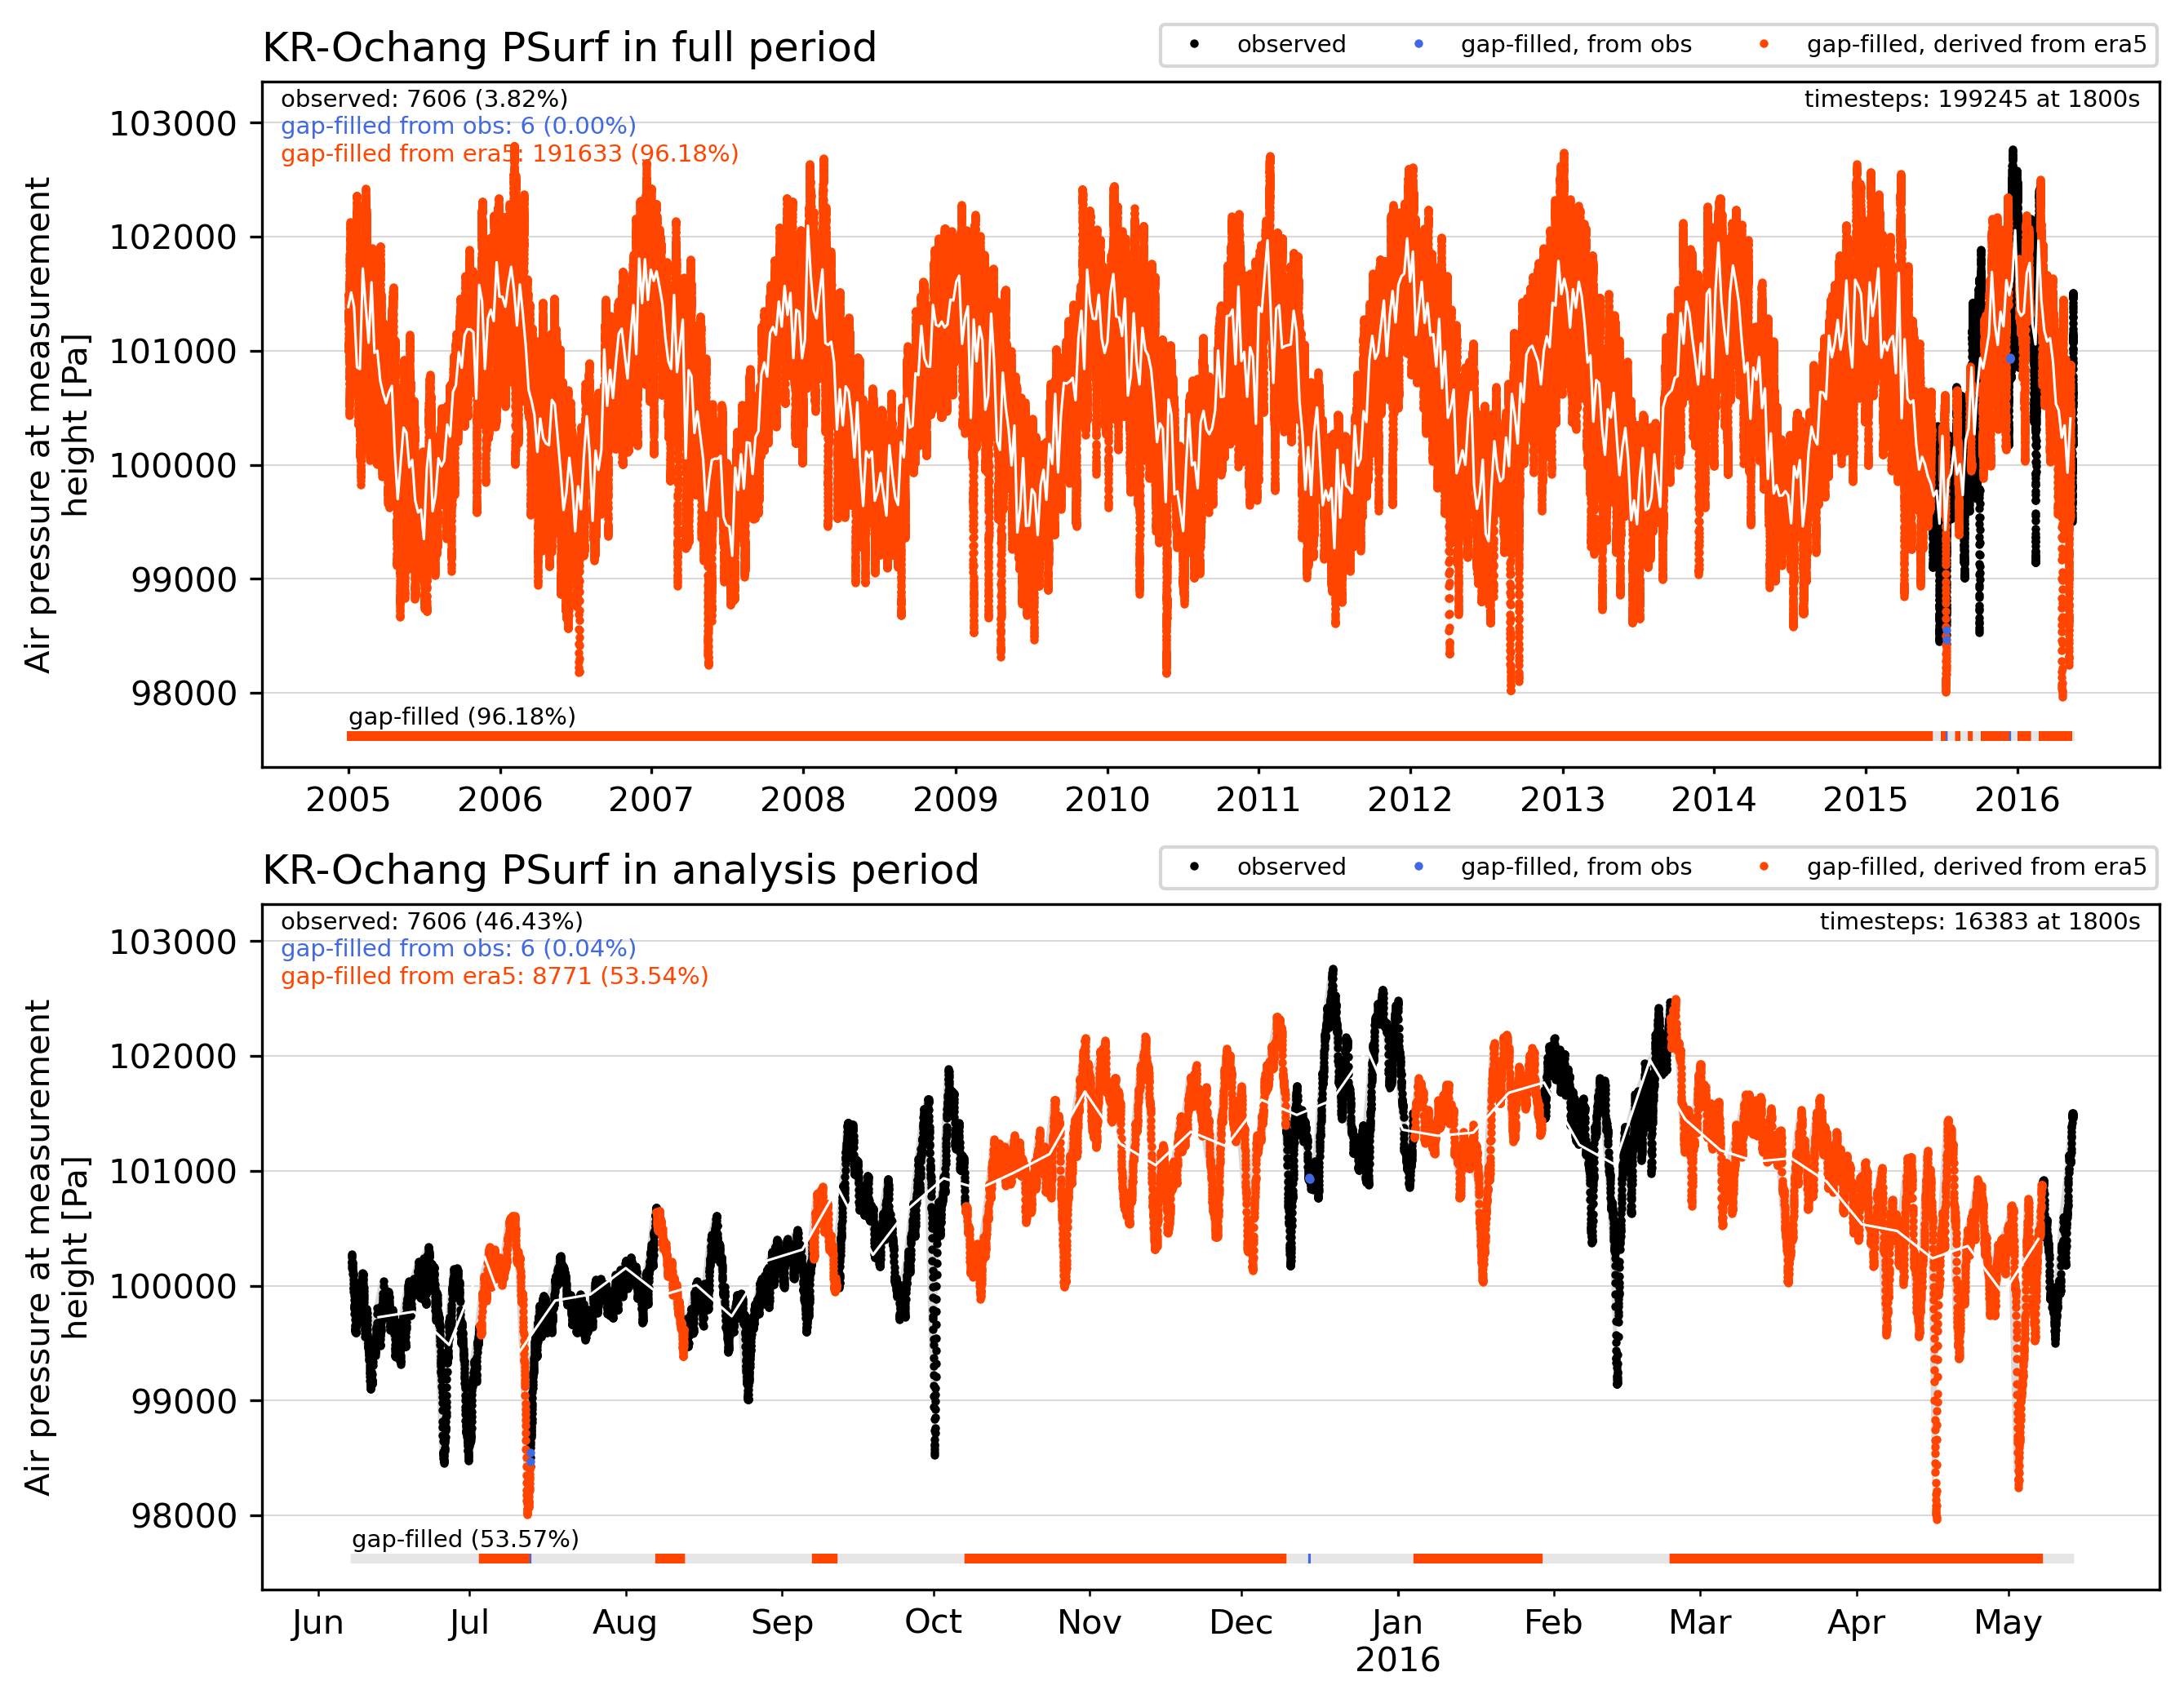 KR-Ochang PSurf in full period
observed
gap-filled, from obs
gap-filled, derived from era5
observed: 7606 (3.82%)
timesteps: 199245 at 1800s
gap-filled from obs: 6 (0.00%)
gap-filled from era5: 191633 (96.18%)
Air pressure at measurement
height [Pa]
103000
102000
101000
100000
99000
98000
gap-filled (96.18%)
2005 2006 2007 2008 2009 2010 2011 2012 2013 2014 2015 2016
KR-Ochang PSurf in analysis period
observed
gap-filled, from obs
gap-filled, derived from era5
observed: 7606 (46.43%)
timesteps: 16383 at 1800s
gap-filled from obs: 6 (0.04%)
gap-filled from era5: 8771 (53.54%)
Air pressure at measurement
height [Pa]
103000
102000
101000
100000
99000
98000
gap-filled (53.57%)
Jun Jul Aug Sep Oct Nov Dec Jan Feb Mar Apr May
2016